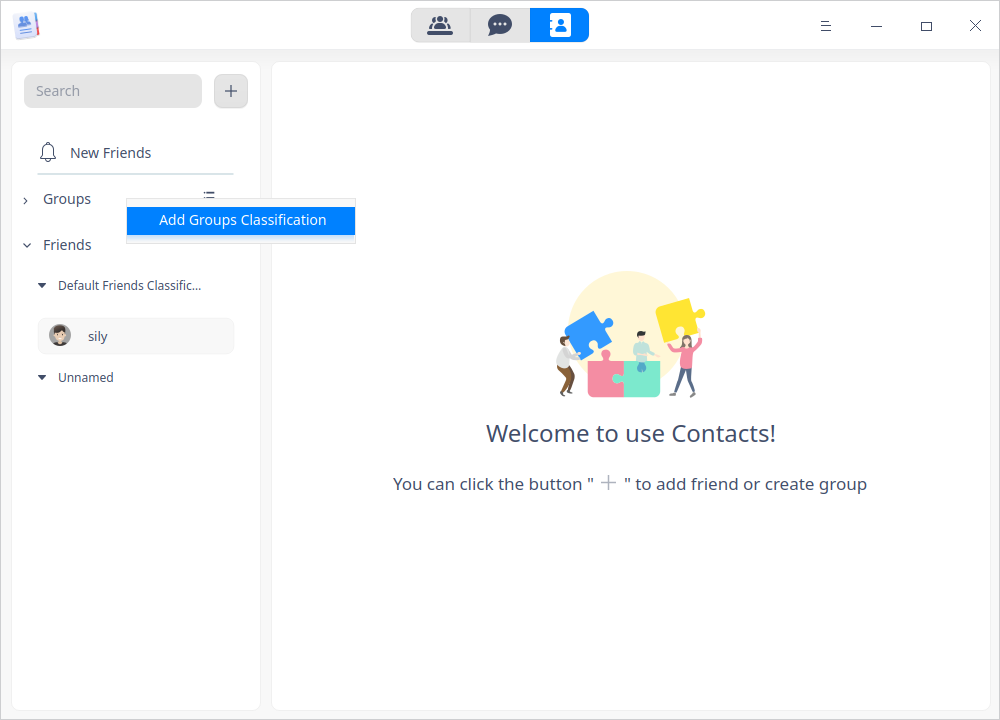 Search
New Friends
Groups
Add Groups Classification
Friends
Default Friends Classific...
sily
Unnamed
Welcome to use Contacts!
You can click the button " + " to add friend or create group